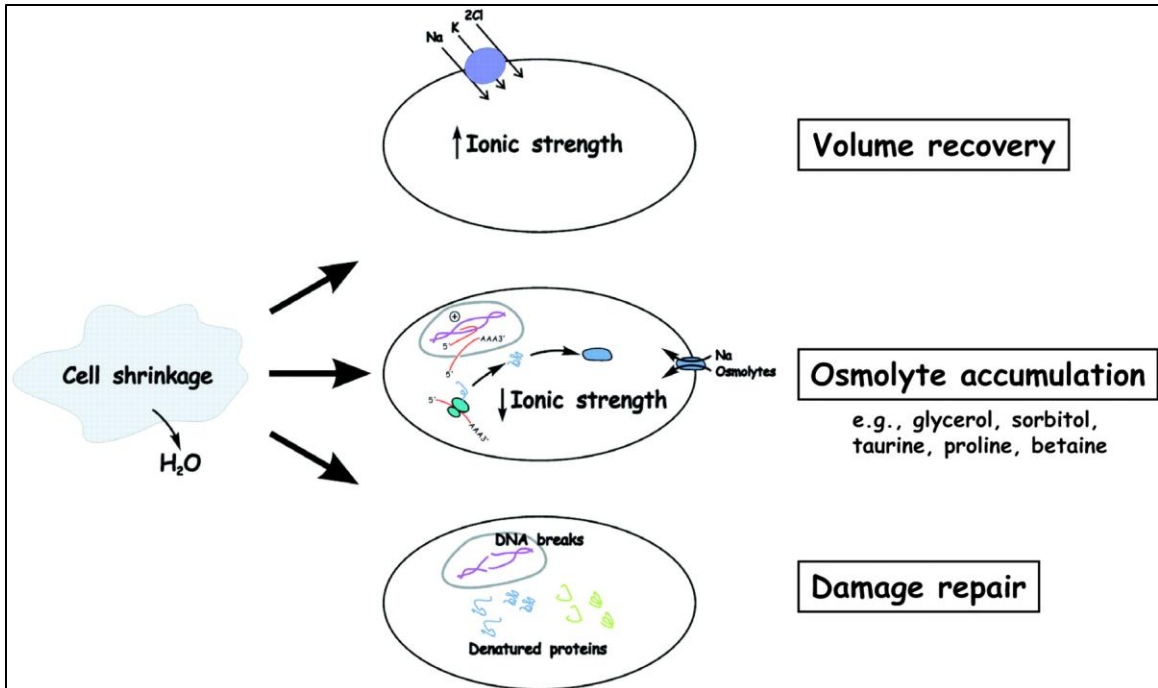 Na
K
2Cl
Ionic strength
Volume recovery
Cell shrinkage
H₂O
+
5'
AAA3'
5'
5'
AAA3'
Ionic strength
Na
Osmolytes
Osmolyte accumulation
e.g., glycerol, sorbitol,
taurine, proline, betaine
DNA breaks
Denatured proteins
Damage repair